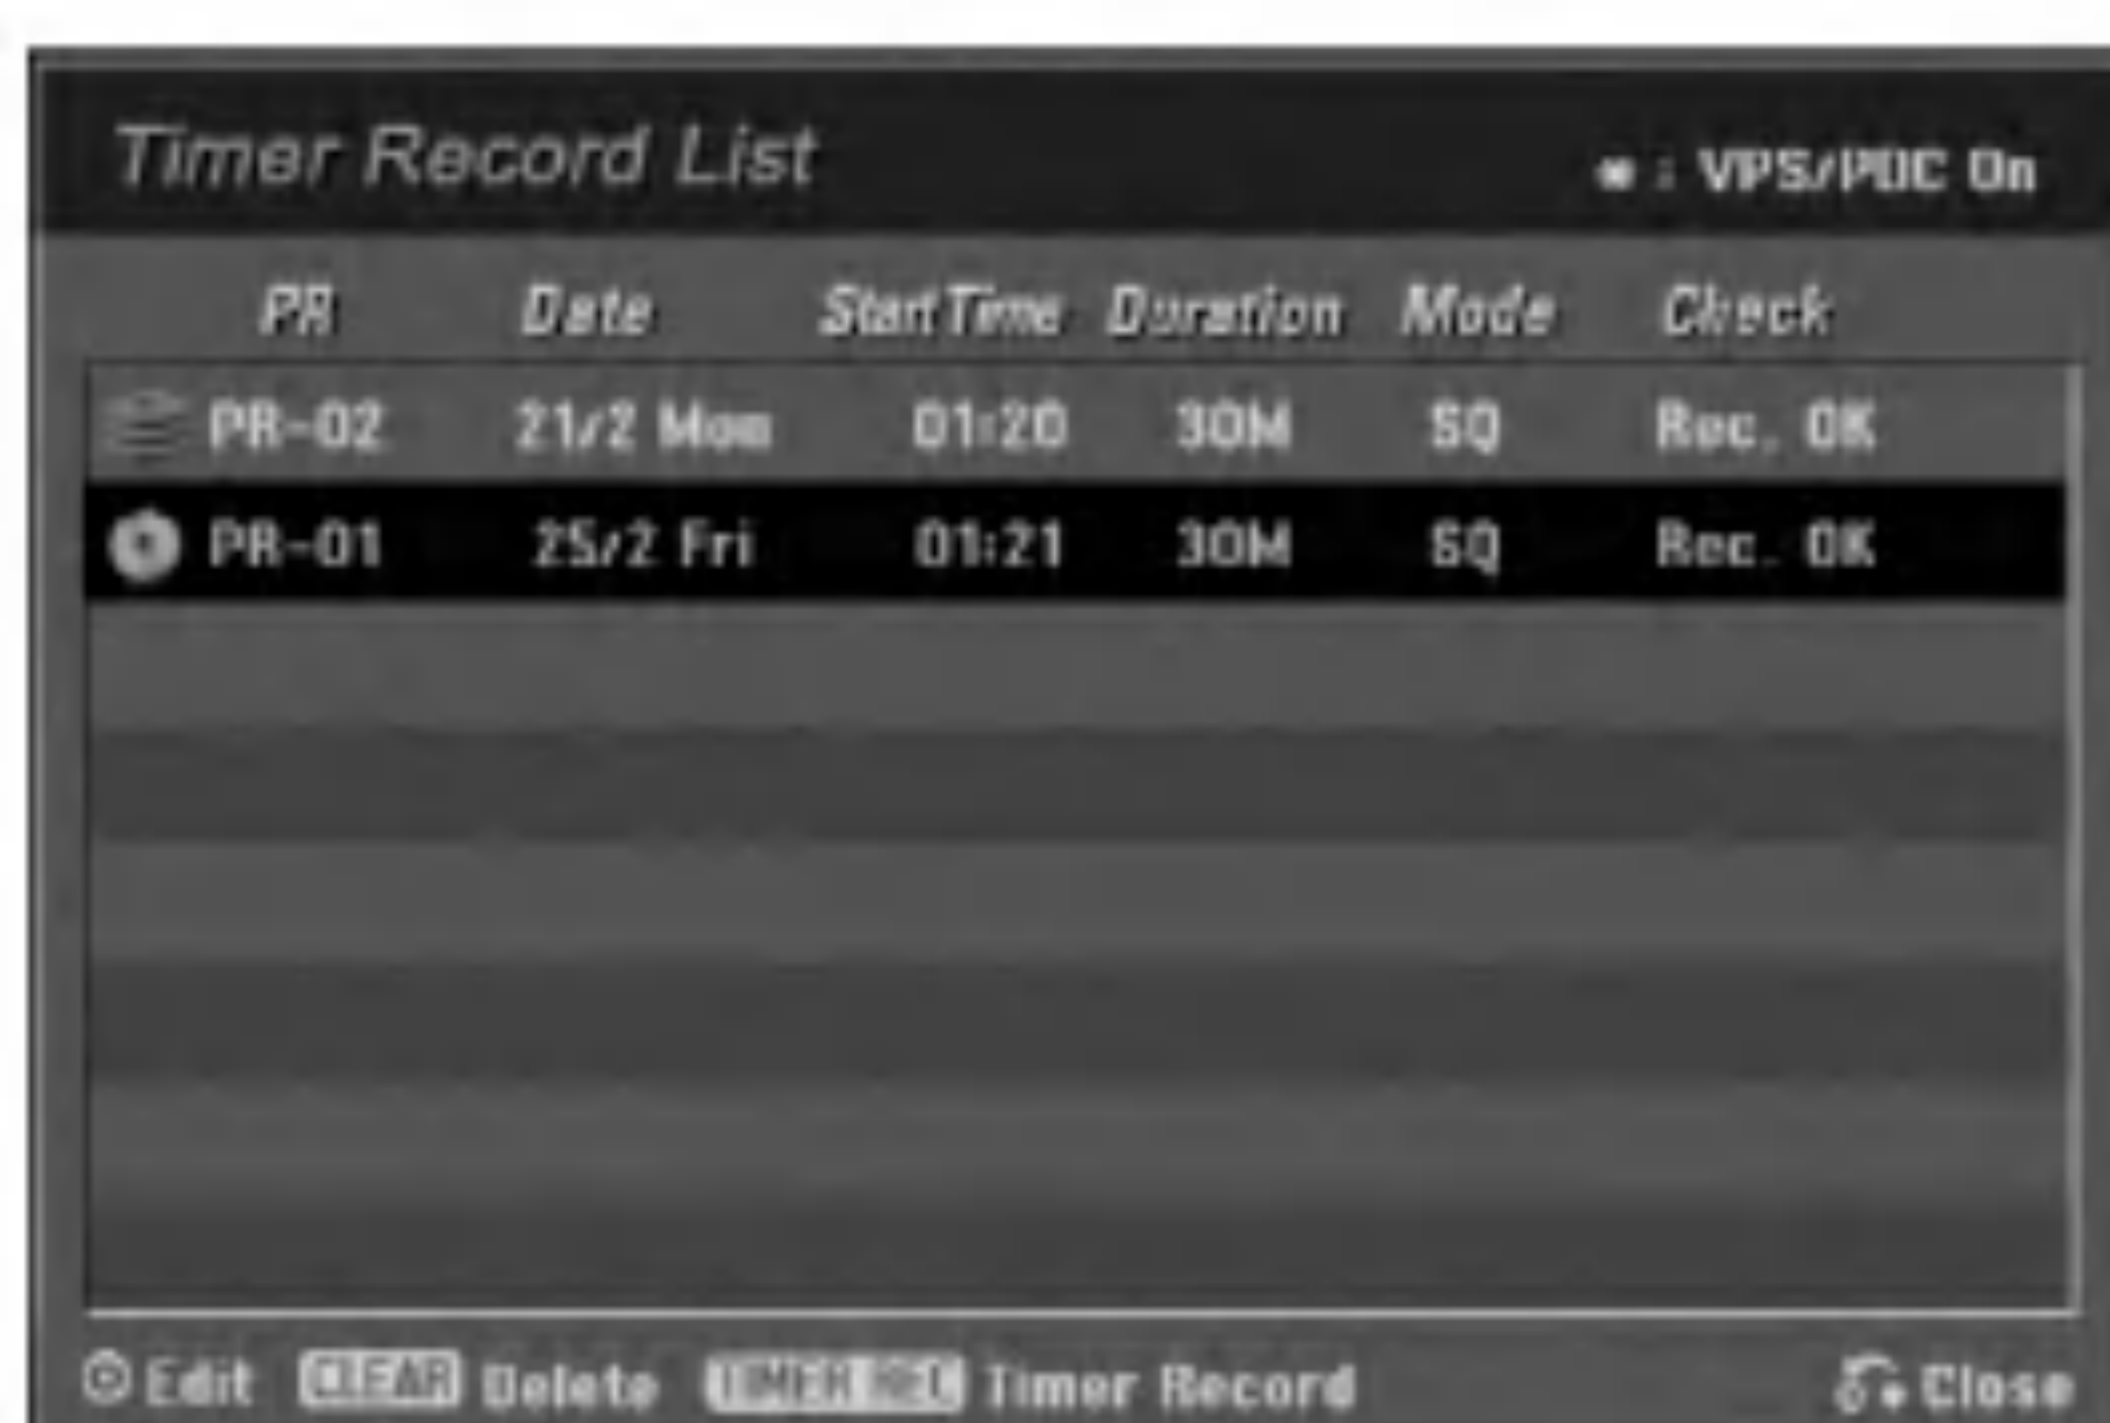 Timer Record List
* : VPS/PDC On
PR Date Start Time Duration Mode Check
PR-02 21/2 Mon 01:20 30M SQ Rec. OK
PR-01 25/2 Fri 01:21 30M SQ Rec. OK
Edit CLEAR Delete TIMER REC Timer Record Close